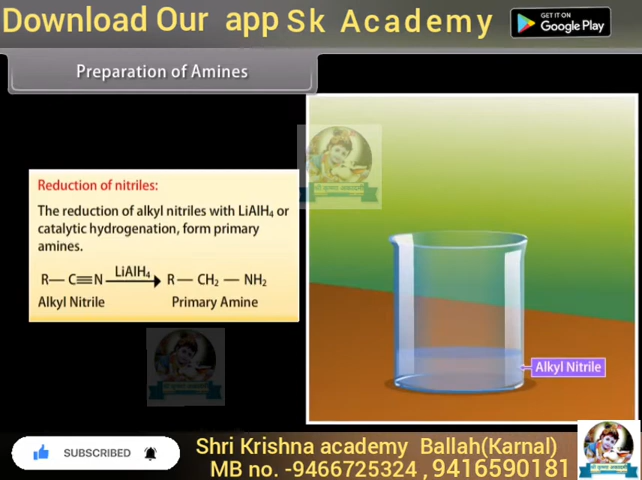 Download Our app Sk Academy
GET IT ON
Google Play
Preparation of Amines
Reduction of nitriles:
The reduction of alkyl nitriles with LiAlH₄ or
catalytic hydrogenation, form primary
amines.
R— C≡N —LiAlH₄→ R — CH₂ — NH₂
Alkyl Nitrile Primary Amine
Alkyl Nitrile
SUBSCRIBED
Shri Krishna academy Ballah(Karnal)
MB no. -9466725324 , 9416590181